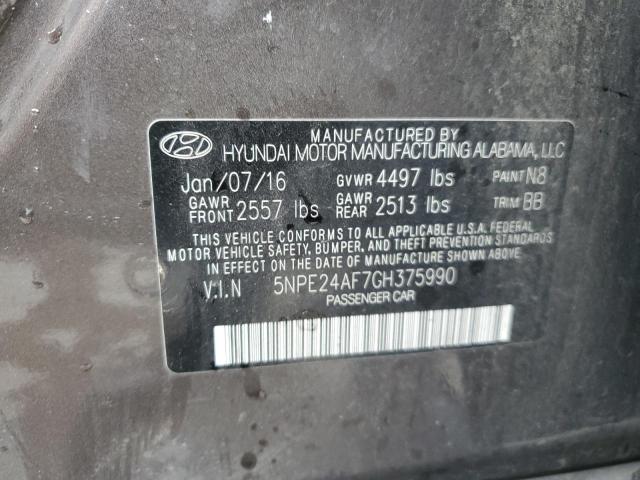 MANUFACTURED BY
HYUNDAI MOTOR MANUFACTURING ALABAMA, LLC
Jan/07/16 GVWR 4497 lbs PAINT N8
GAWR FRONT 2557 lbs GAWR REAR 2513 lbs TRIM BB
THIS VEHICLE CONFORMS TO ALL APPLICABLE U.S.A. FEDERAL
MOTOR VEHICLE SAFETY, BUMPER, AND THEFT PREVENTION STANDARDS
IN EFFECT ON THE DATE OF MANUFACTURE SHOWN ABOVE.
V.I.N 5NPE24AF7GH375990
PASSENGER CAR